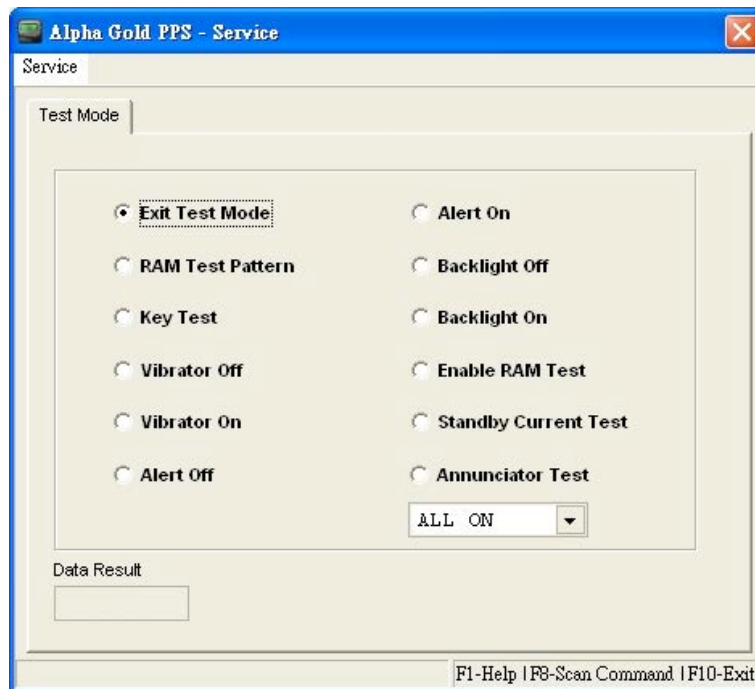 Alpha Gold PPS - Service
Service
Test Mode
Exit Test Mode
Alert On
RAM Test Pattern
Backlight Off
Key Test
Backlight On
Vibrator Off
Enable RAM Test
Vibrator On
Standby Current Test
Alert Off
Annunciator Test
ALL ON
Data Result
F1-Help | F8-Scan Command | F10-Exit